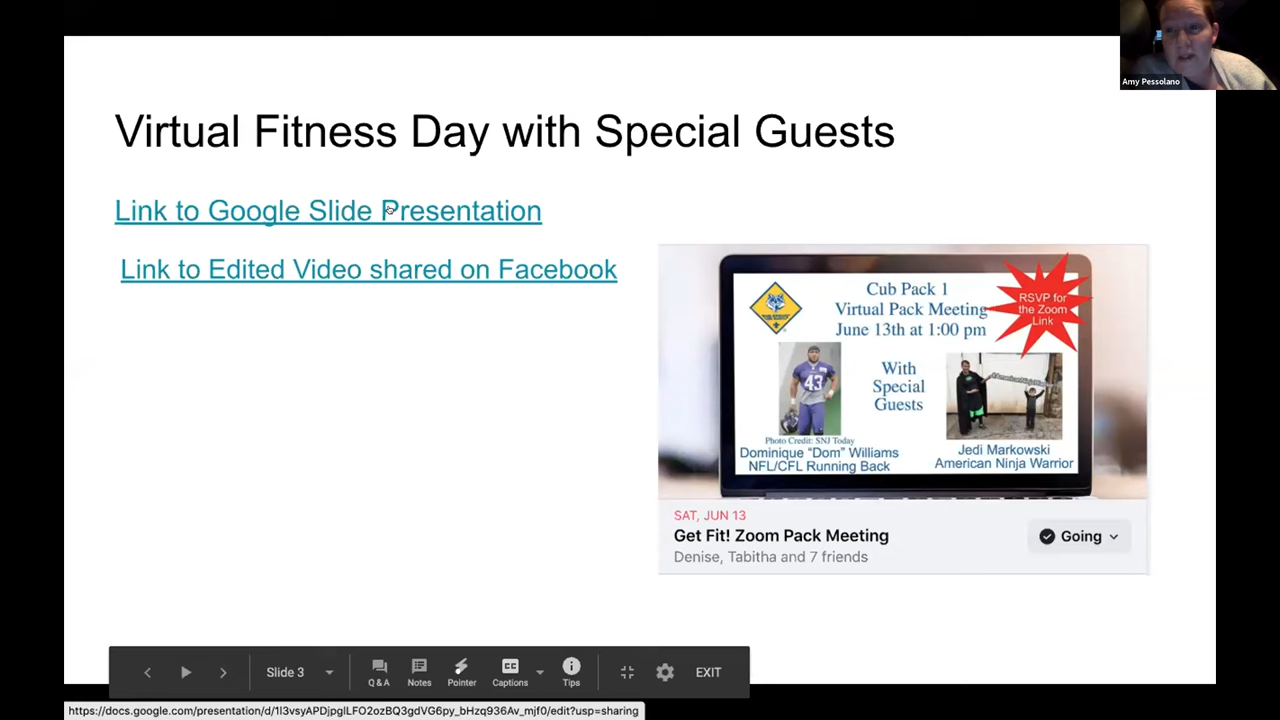 Amy Pessolano
Virtual Fitness Day with Special Guests
Link to Google Slide Presentation
Link to Edited Video shared on Facebook
Cub Pack 1
Virtual Pack Meeting
June 13th at 1:00 pm
RSVP for
the Zoom
Link
43
With
Special
Guests
Photo Credit: SNJ Today
Dominique "Dom" Williams
NFL/CFL Running Back
Jedi Markowski
American Ninja Warrior
SAT, JUN 13
Get Fit! Zoom Pack Meeting
Going
Denise, Tabitha and 7 friends
Slide 3
Q & A
Notes
Pointer
CC
Captions
Tips
EXIT
https://docs.google.com/presentation/d/1l3vsyAPDjpglLFO2ozBQ3gdVG6py_bHzq936Av_mjf0/edit?usp=sharing